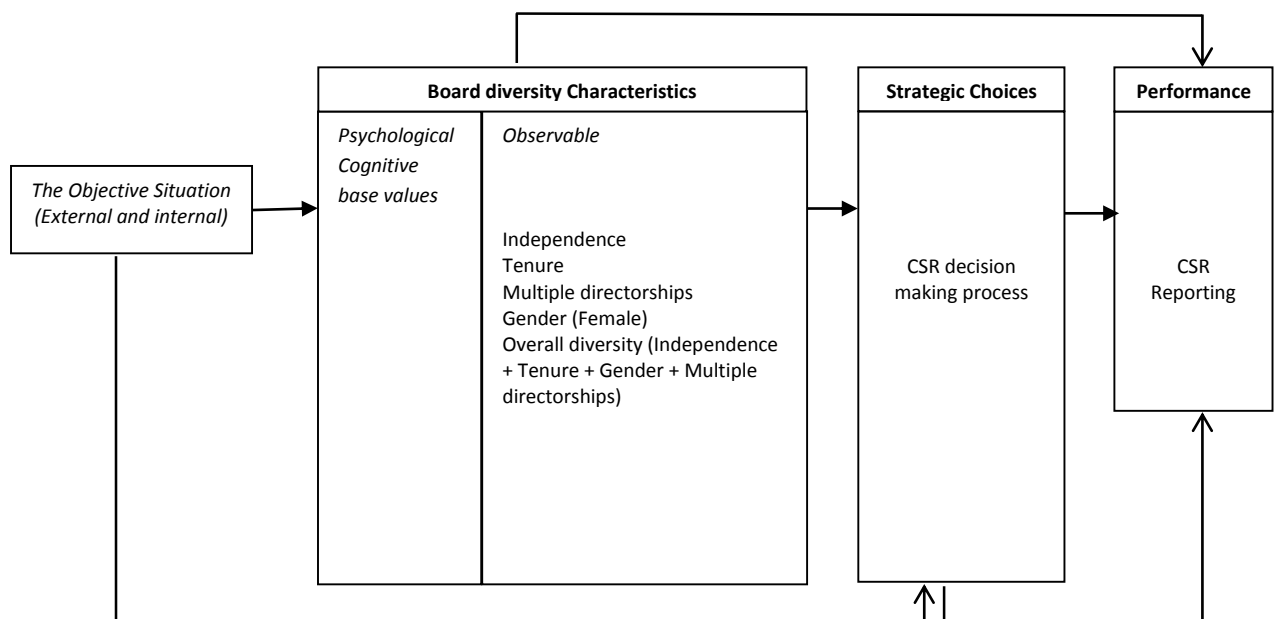 Board diversity Characteristics
Strategic Choices
Performance
The Objective Situation
(External and internal)
Psychological
Cognitive
base values
Observable
Independence
Tenure
Multiple directorships
Gender (Female)
Overall diversity (Independence
+ Tenure + Gender + Multiple
directorships)
CSR decision
making process
CSR
Reporting